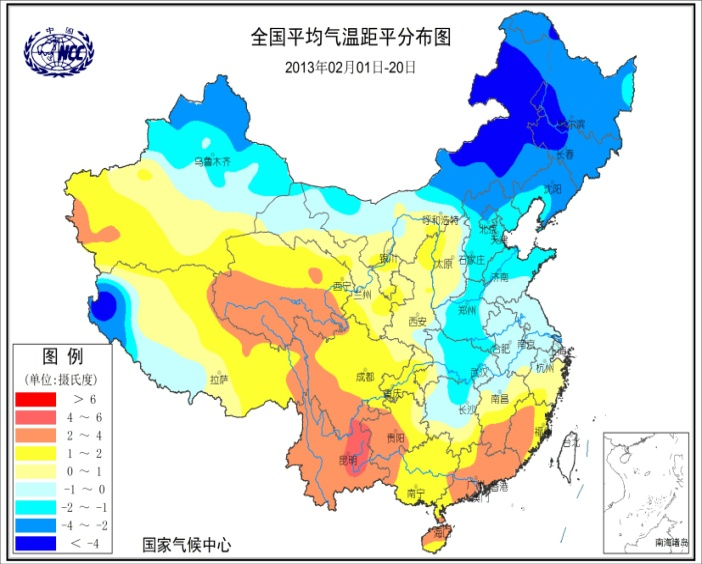 中国
NCC
全国平均气温距平分布图
2013年02月01日-20日
哈尔滨
长春
乌鲁木齐
沈阳
呼和浩特
北京
天津
银川
太原
石家庄
济南
西宁
兰州
郑州
西安
合肥
南京
上海
拉萨
成都
武汉
杭州
重庆
长沙
南昌
贵阳
福州
台北
昆明
南宁
广州
香港
澳门
海口
图 例
(单位:摄氏度)
> 6
4 ~ 6
2 ~ 4
1 ~ 2
0 ~ 1
-1 ~ 0
-2 ~ -1
-4 ~ -2
< -4
国家气候中心
南海诸岛